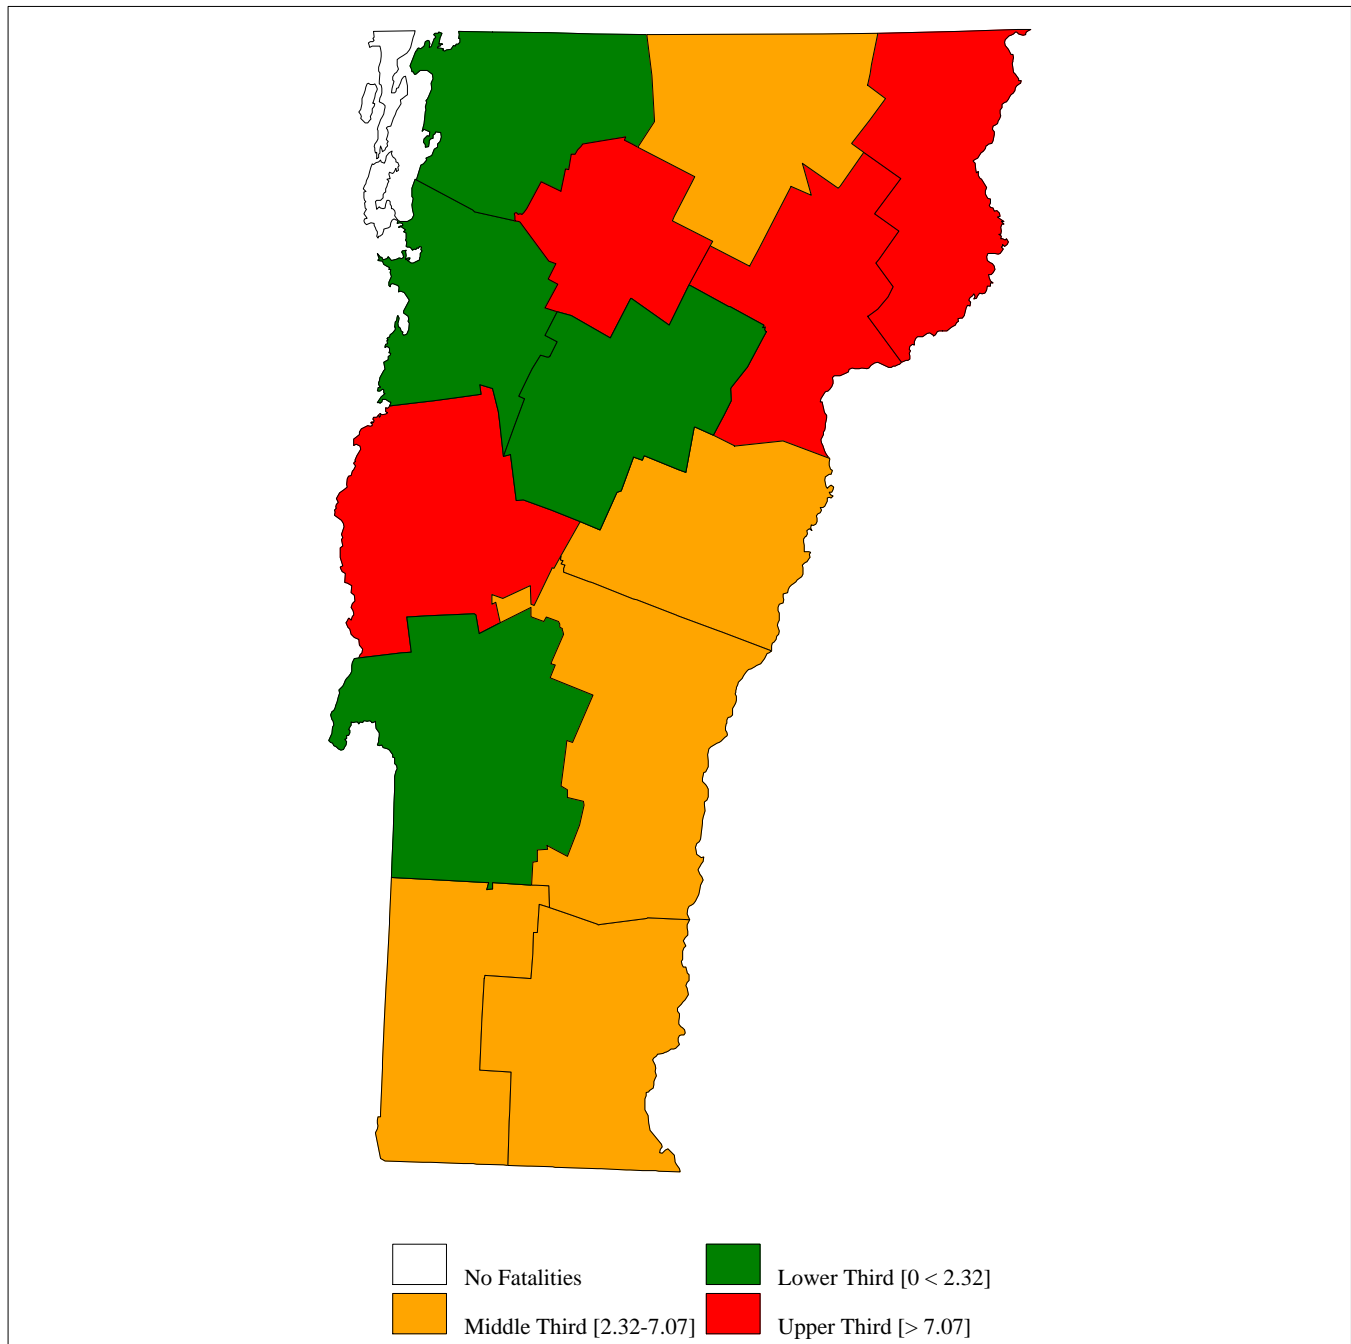 No Fatalities
Lower Third [0 < 2.32]
Middle Third [2.32-7.07]
Upper Third [> 7.07]